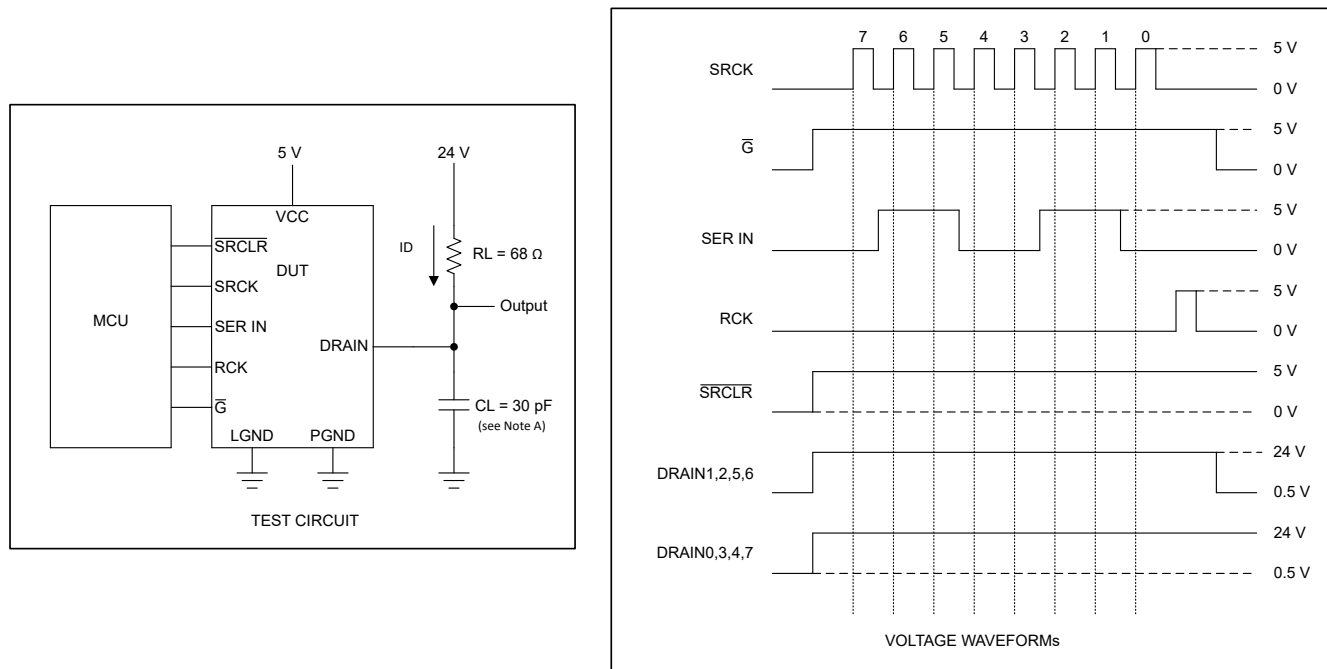 5 V
24 V
VCC
SRCLR
DUT
ID
RL = 68 Ω
SRCK
Output
MCU
SER IN
DRAIN
RCK
G
CL = 30 pF
(see Note A)
LGND
PGND
TEST CIRCUIT
7 6 5 4 3 2 1 0
SRCK
5 V
0 V
G
5 V
0 V
SER IN
5 V
0 V
RCK
5 V
0 V
SRCLR
5 V
0 V
DRAIN1,2,5,6
24 V
0.5 V
DRAIN0,3,4,7
24 V
0.5 V
VOLTAGE WAVEFORMs